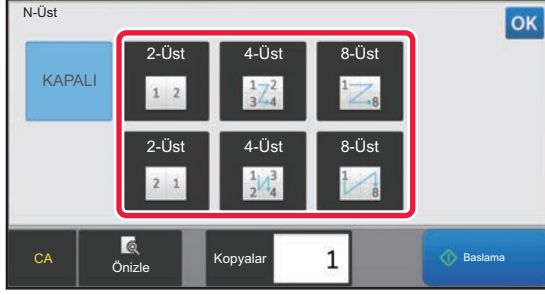 N-Üst
OK
KAPALI
2-Üst
4-Üst
8-Üst
1 2
1 2
3 4
1
8
2-Üst
4-Üst
8-Üst
2 1
1 3
2 4
1
8
CA
Önizle
Kopyalar
1
Baslama